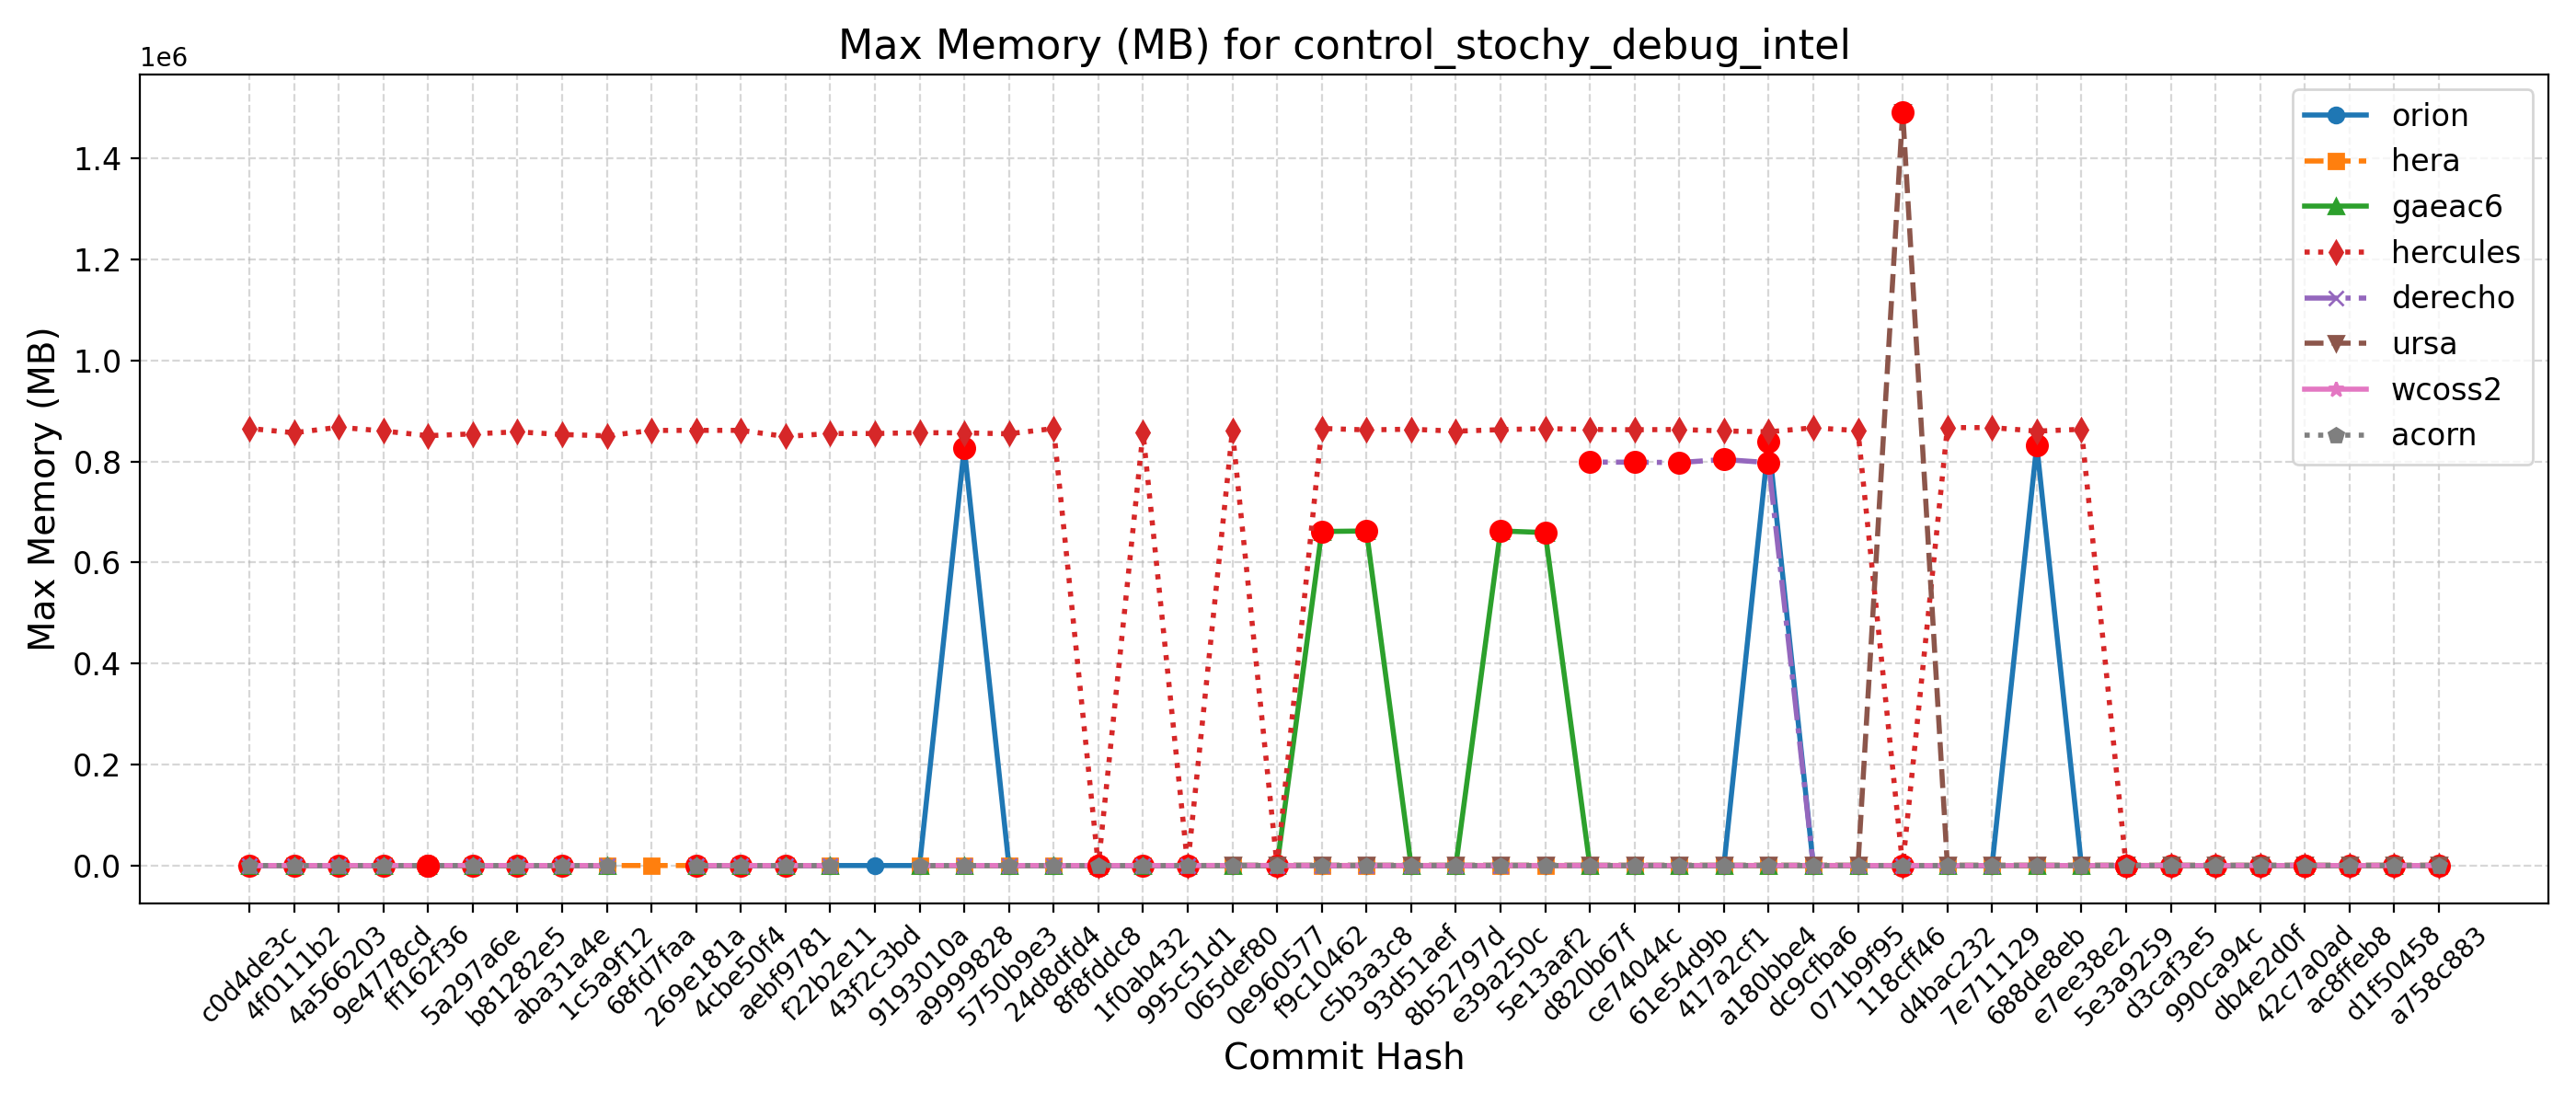 Max Memory (MB) for control_stochy_debug_intel
1e6
1.4
1.2
1.0
0.8
0.6
0.4
0.2
0.0
Max Memory (MB)
orion
hera
gaeac6
hercules
derecho
ursa
wcoss2
acorn
c0d4de3c
4f0111b2
4a566203
9e4778cd
ff162f36
5a297a6e
b81282e5
aba31a4e
1c5a9f12
68fd7faa
269e181a
4cbe50f4
aebf9781
f22b2e11
43f2c3bd
9193010a
a9999828
5750b9e3
24d8dfd4
8f8fddc8
1f0ab432
995c51d1
065def80
0e960577
f9c10462
c5b3a3c8
93d51aef
8b52797d
e39a250c
5e13aaf2
d820b67f
ce74044c
61e54d9b
417a2cf1
a180bbe4
dc9cfba6
071b9f95
118cff46
d4bac232
7e711129
688de8eb
e7ee38e2
5e3a9259
d3caf3e5
990ca94c
db4e2d0f
42c7a0ad
ac8ffeb8
d1f50458
a758c883
Commit Hash